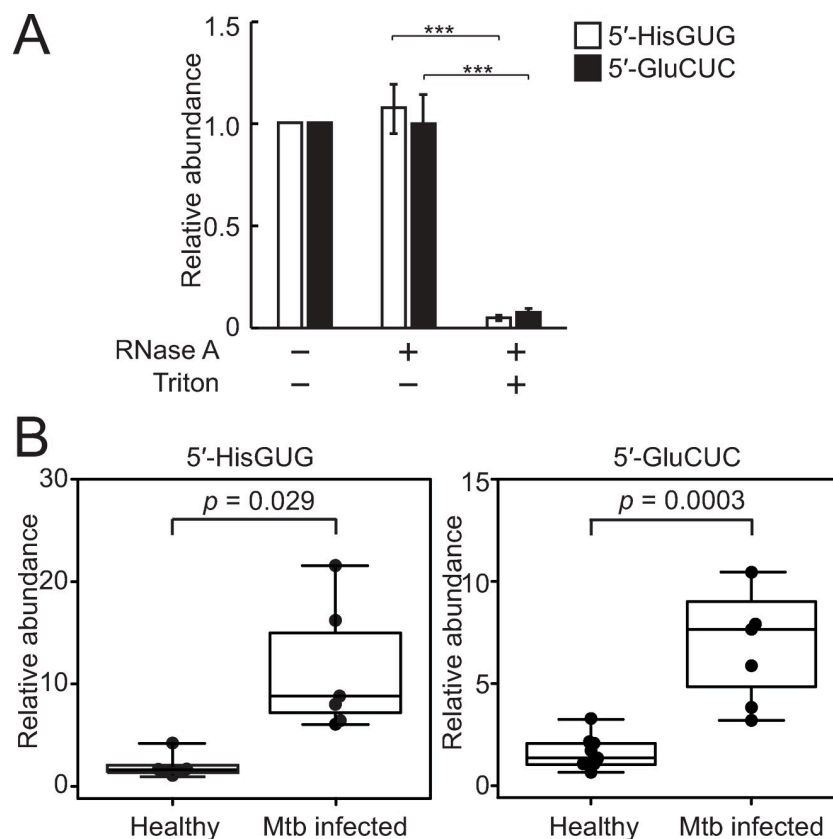 A
Relative abundance
1.5
1.0
0.5
0
*** 
***
5′-HisGUG
5′-GluCUC
RNase A − + +
Triton − − +
B
5′-HisGUG
Relative abundance
30
20
10
0
p = 0.029
Healthy Mtb infected
5′-GluCUC
Relative abundance
15
10
5
0
p = 0.0003
Healthy Mtb infected